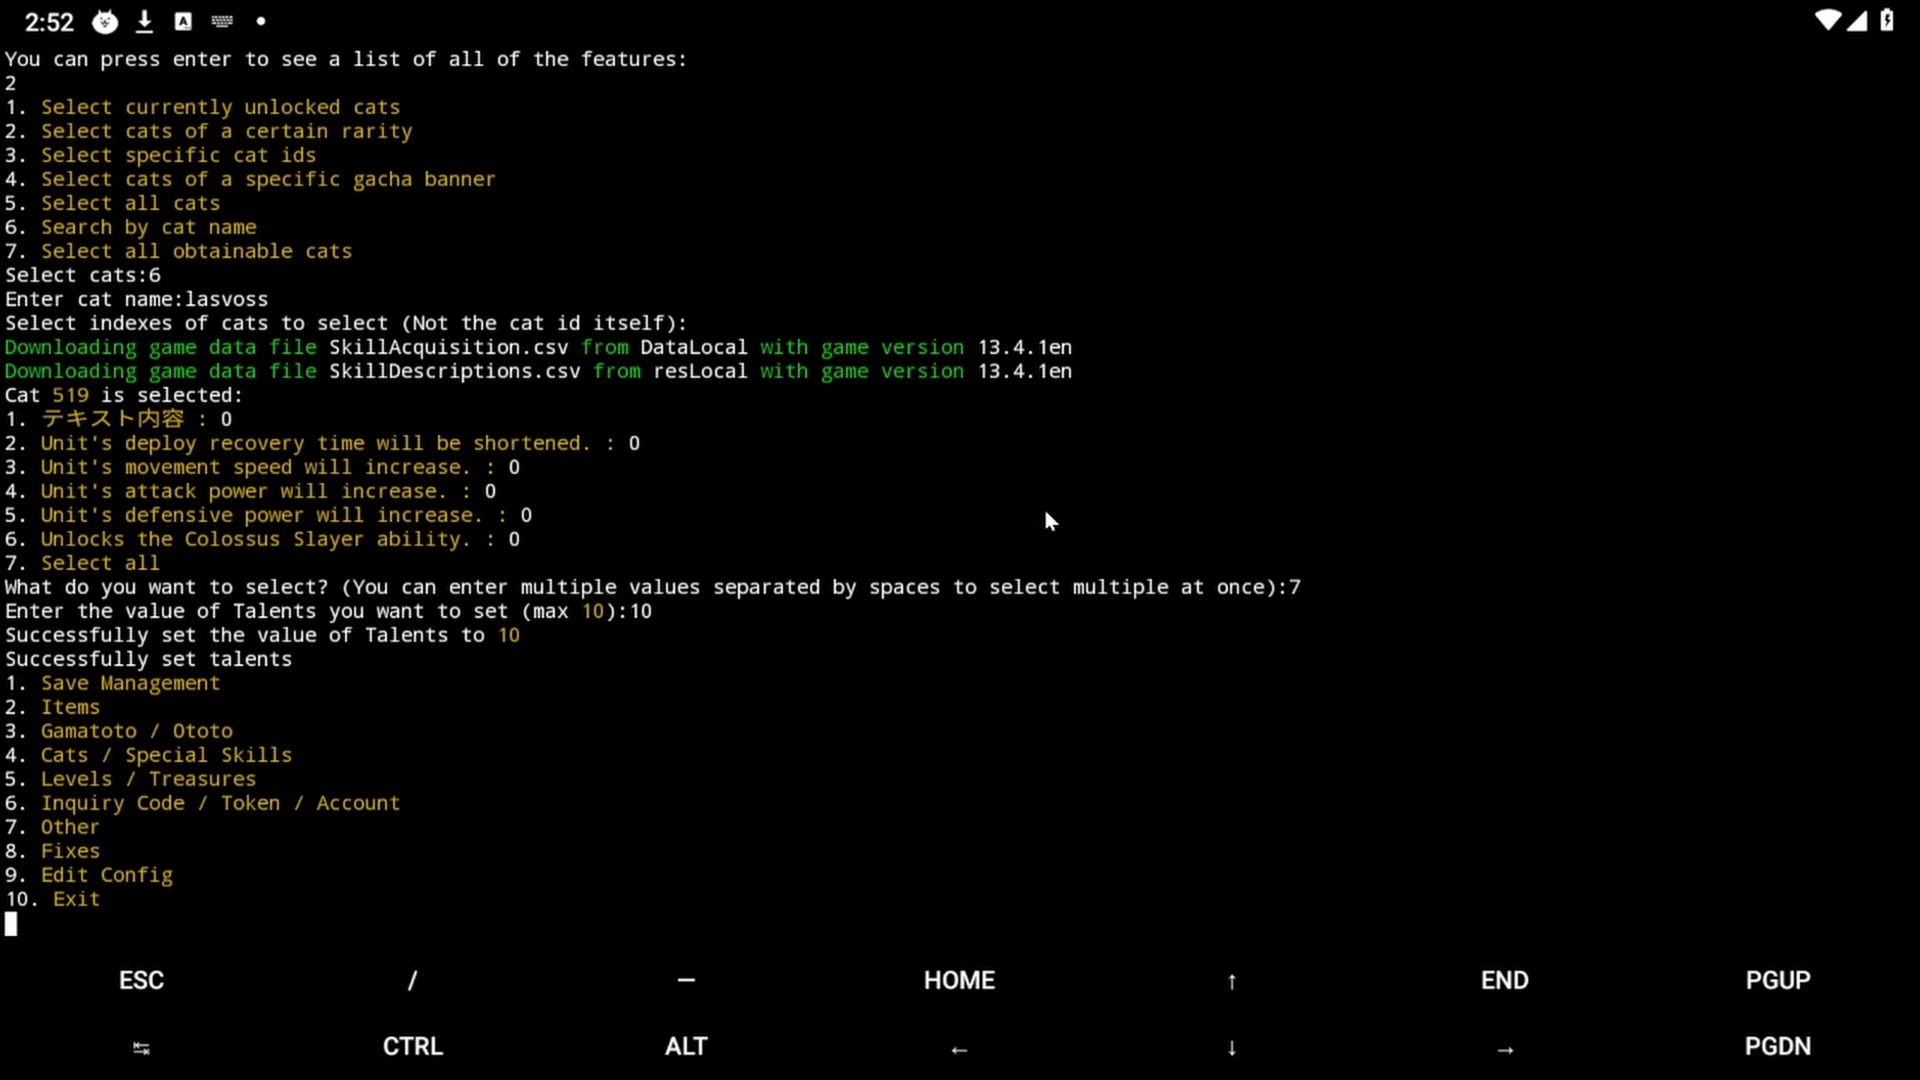 2:52
You can press enter to see a list of all of the features:
2
1. Select currently unlocked cats
2. Select cats of a certain rarity
3. Select specific cat ids
4. Select cats of a specific gacha banner
5. Select all cats
6. Search by cat name
7. Select all obtainable cats
Select cats:6
Enter cat name:lasvoss
Select indexes of cats to select (Not the cat id itself):
Downloading game data file SkillAcquisition.csv from DataLocal with game version 13.4.1en
Downloading game data file SkillDescriptions.csv from resLocal with game version 13.4.1en
Cat 519 is selected:
1. テキスト内容 : 0
2. Unit's deploy recovery time will be shortened. : 0
3. Unit's movement speed will increase. : 0
4. Unit's attack power will increase. : 0
5. Unit's defensive power will increase. : 0
6. Unlocks the Colossus Slayer ability. : 0
7. Select all
What do you want to select? (You can enter multiple values separated by spaces to select multiple at once):7
Enter the value of Talents you want to set (max 10):10
Successfully set the value of Talents to 10
Successfully set talents
1. Save Management
2. Items
3. Gamatoto / Ototo
4. Cats / Special Skills
5. Levels / Treasures
6. Inquiry Code / Token / Account
7. Other
8. Fixes
9. Edit Config
10. Exit
ESC / — HOME ↑ END PGUP
↹ CTRL ALT ← ↓ → PGDN